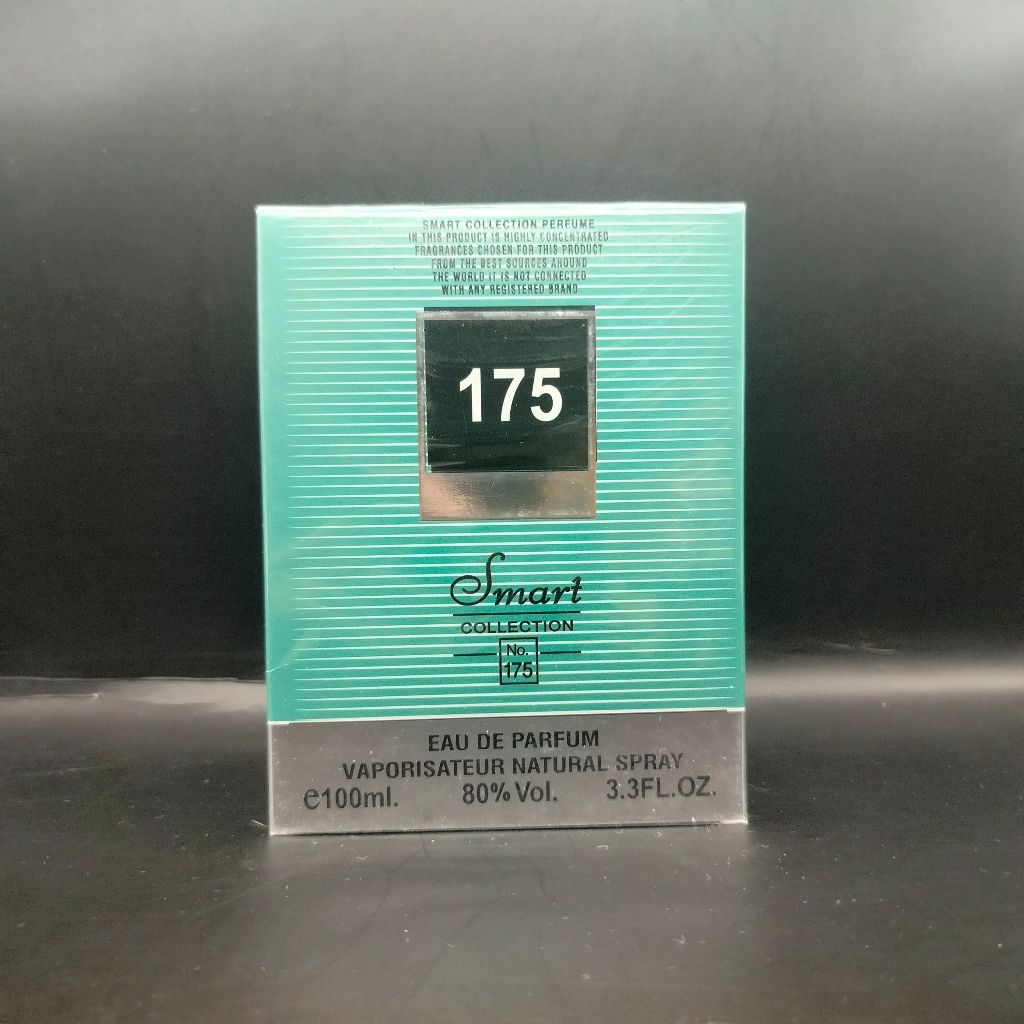 SMART COLLECTION PERFUME
IN THIS PRODUCT IS HIGHLY CONCENTRATED
FRAGRANCES CHOSEN FOR THIS PRODUCT
FROM THE BEST SOURCES AROUND
THE WORLD IT IS NOT CONNECTED
WITH ANY REGISTERED BRAND
175
Smart
COLLECTION
No.
175
EAU DE PARFUM
VAPORISATEUR NATURAL SPRAY
e100ml. 80% Vol. 3.3FL.OZ.